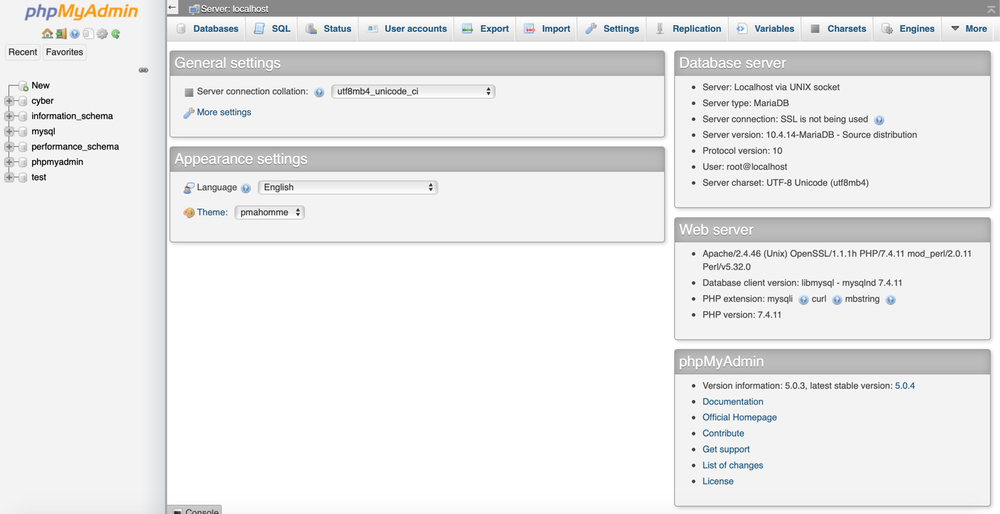 phpMyAdmin
Recent Favorites
New
cyber
information_schema
mysql
performance_schema
phpmyadmin
test
Server: localhost
Databases SQL Status User accounts Export Import Settings Replication Variables Charsets Engines More
General settings
Server connection collation: utf8mb4_unicode_ci
More settings
Appearance settings
Language English
Theme: pmahomme
Database server
Server: Localhost via UNIX socket
Server type: MariaDB
Server connection: SSL is not being used
Server version: 10.4.14-MariaDB - Source distribution
Protocol version: 10
User: root@localhost
Server charset: UTF-8 Unicode (utf8mb4)
Web server
Apache/2.4.46 (Unix) OpenSSL/1.1.1h PHP/7.4.11 mod_perl/2.0.11
Perl/v5.32.0
Database client version: libmysql - mysqlnd 7.4.11
PHP extension: mysqli curl mbstring
PHP version: 7.4.11
phpMyAdmin
Version information: 5.0.3, latest stable version: 5.0.4
Documentation
Official Homepage
Contribute
Get support
List of changes
License
Console